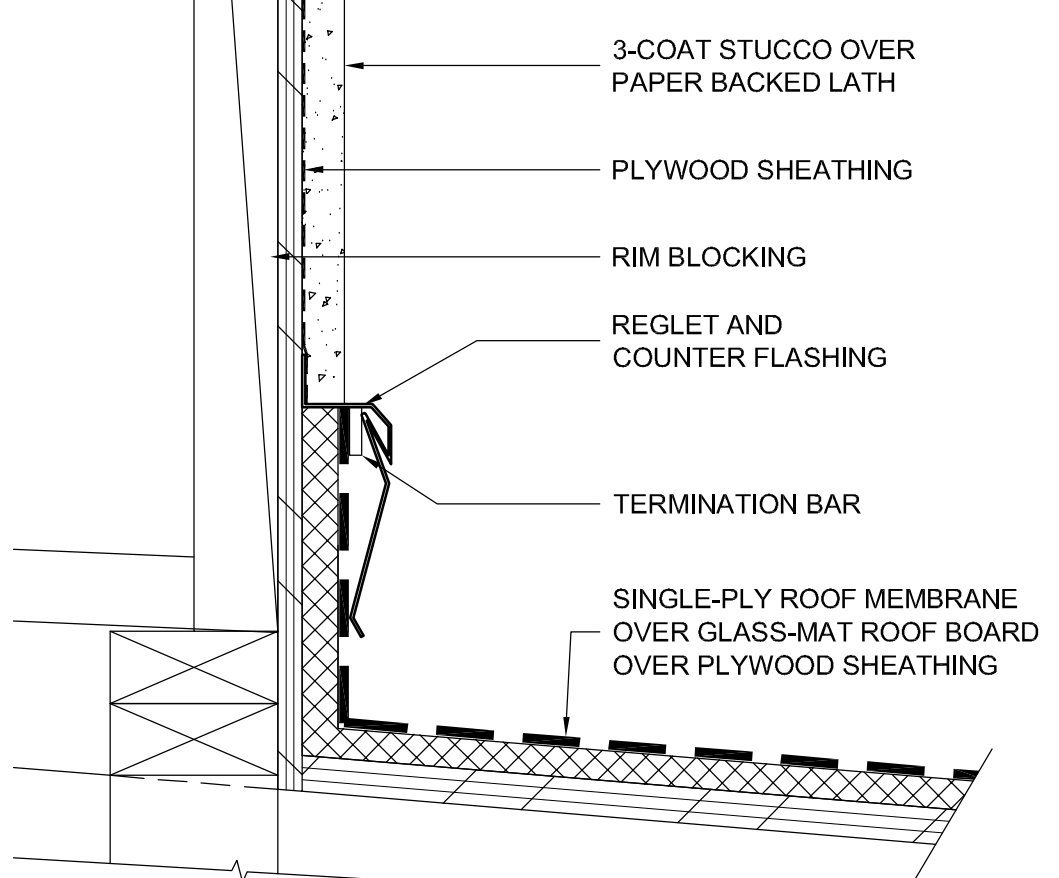 3-COAT STUCCO OVER
PAPER BACKED LATH
PLYWOOD SHEATHING
RIM BLOCKING
REGLET AND
COUNTER FLASHING
TERMINATION BAR
SINGLE-PLY ROOF MEMBRANE
OVER GLASS-MAT ROOF BOARD
OVER PLYWOOD SHEATHING